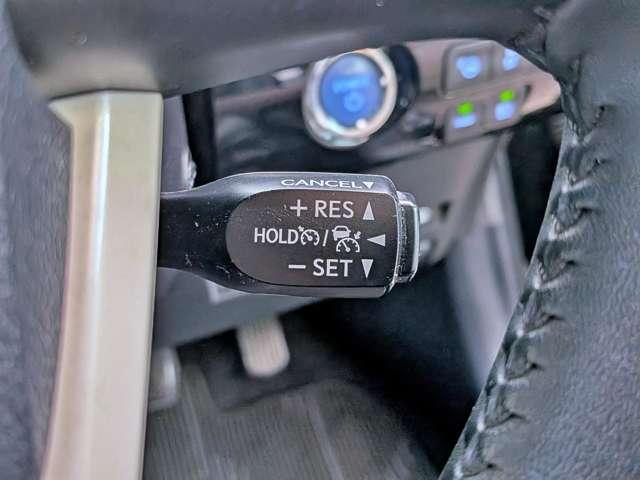 CANCEL▼
+ RES ▲
HOLD / ◀
− SET ▼